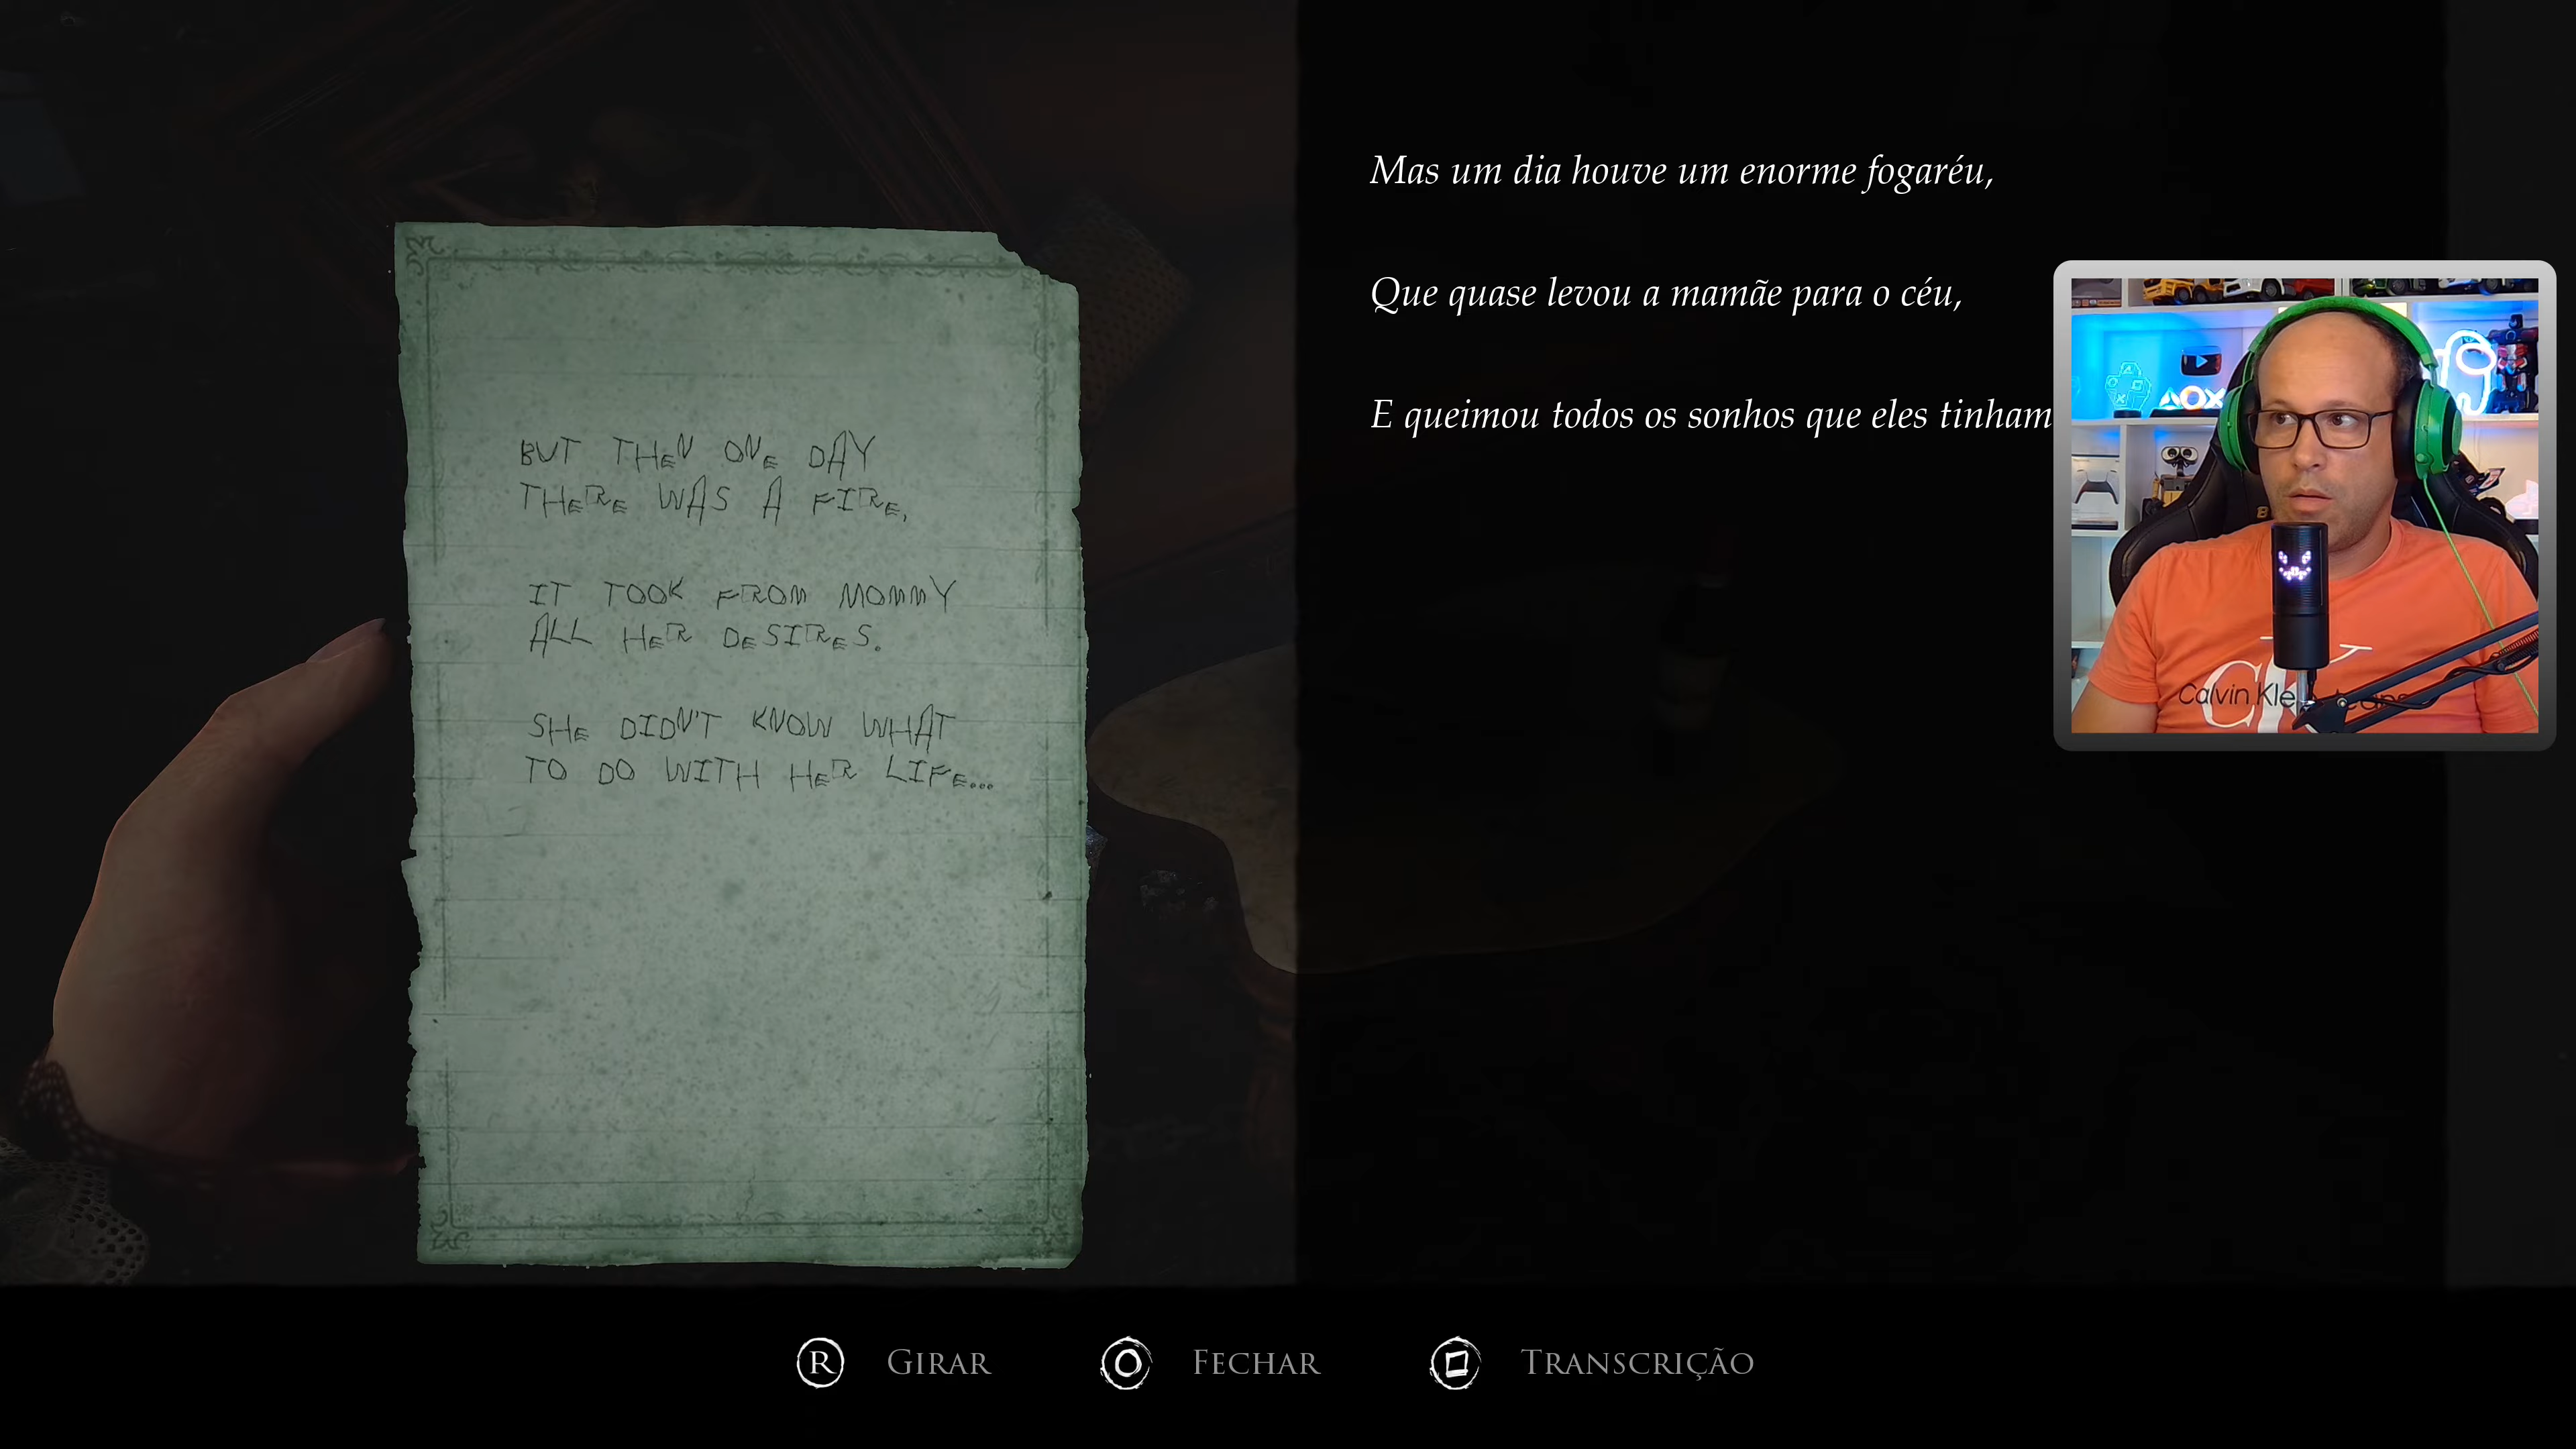 BUT THEN ONE DAY
THERE WAS A FIRE,
IT TOOK FROM MOMMY
ALL HER DESIRES.
SHE DIDN'T KNOW WHAT
TO DO WITH HER LIFE...
Mas um dia houve um enorme fogaréu,
Que quase levou a mamãe para o céu,
E queimou todos os sonhos que eles tinham
CK
Calvin Kle
R GIRAR
FECHAR
TRANSCRIÇÃO